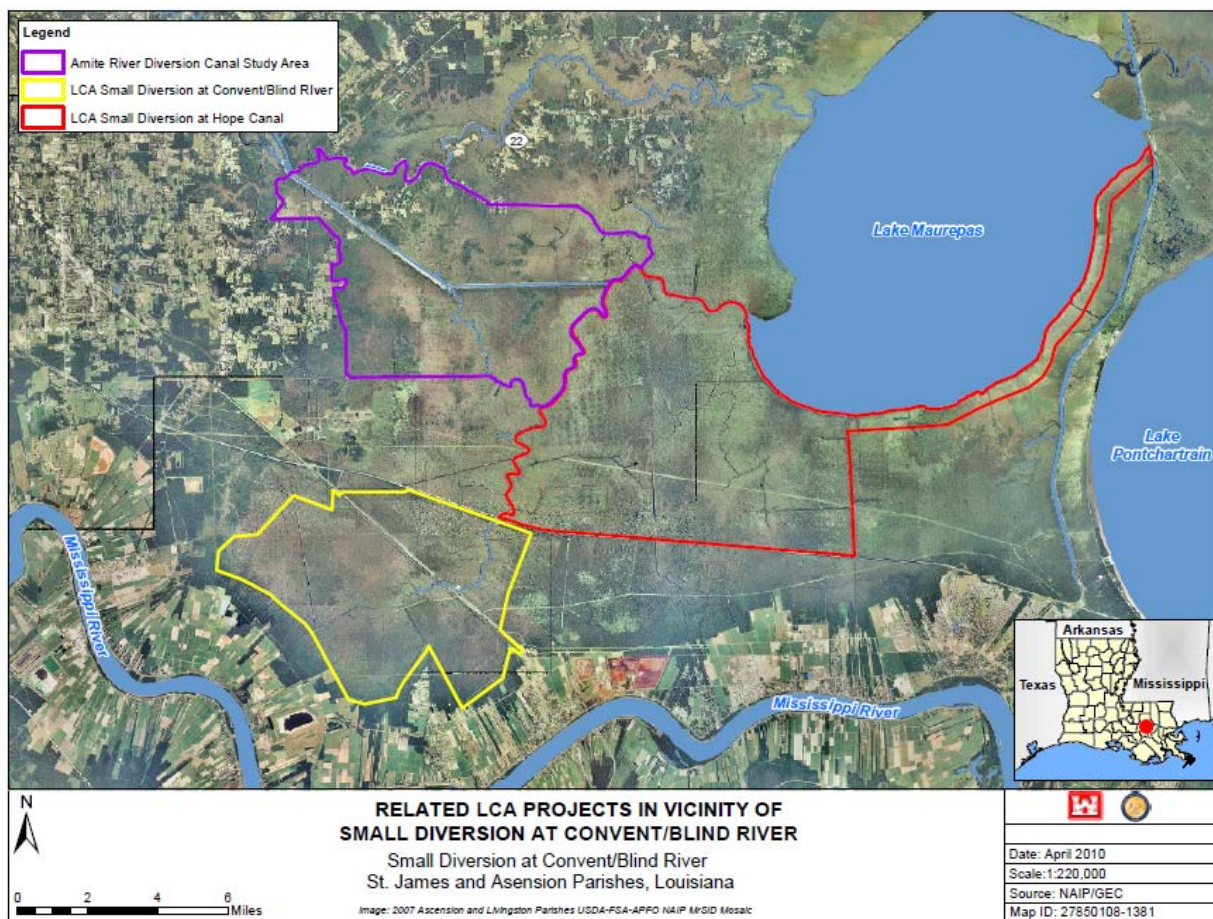 Legend
Amite River Diversion Canal Study Area
LCA Small Diversion at Convent/Blind RIver
LCA Small Diversion at Hope Canal
22
Lake Maurepas
Lake
Pontchartrain
Mississippi River
Mississippi River
Arkansas
Texas
Mississippi
N
0 2 4 6
Miles
RELATED LCA PROJECTS IN VICINITY OF
SMALL DIVERSION AT CONVENT/BLIND RIVER
Small Diversion at Convent/Blind River
St. James and Asension Parishes, Louisiana
Image: 2007 Ascension and Livingston Parishes USDA-FSA-APFO NAIP MrSID Mosaic
Date: April 2010
Scale:1:220,000
Source: NAIP/GEC
Map ID: 27850108-1381